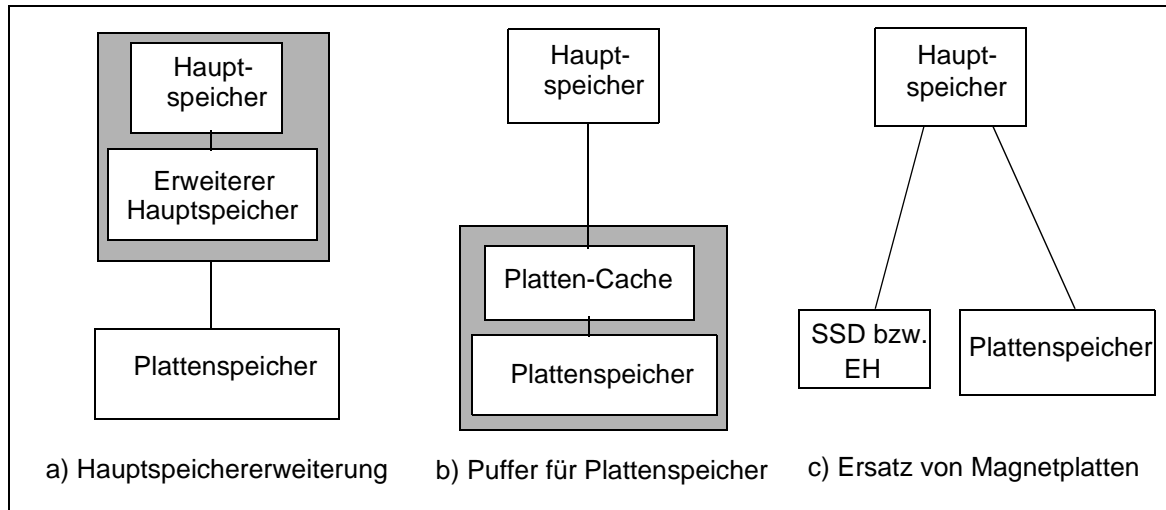 Haupt-
speicher
Erweiterer
Hauptspeicher
Plattenspeicher
a) Hauptspeichererweiterung
Haupt-
speicher
Platten-Cache
Plattenspeicher
b) Puffer für Plattenspeicher
Haupt-
speicher
SSD bzw.
EH
Plattenspeicher
c) Ersatz von Magnetplatten